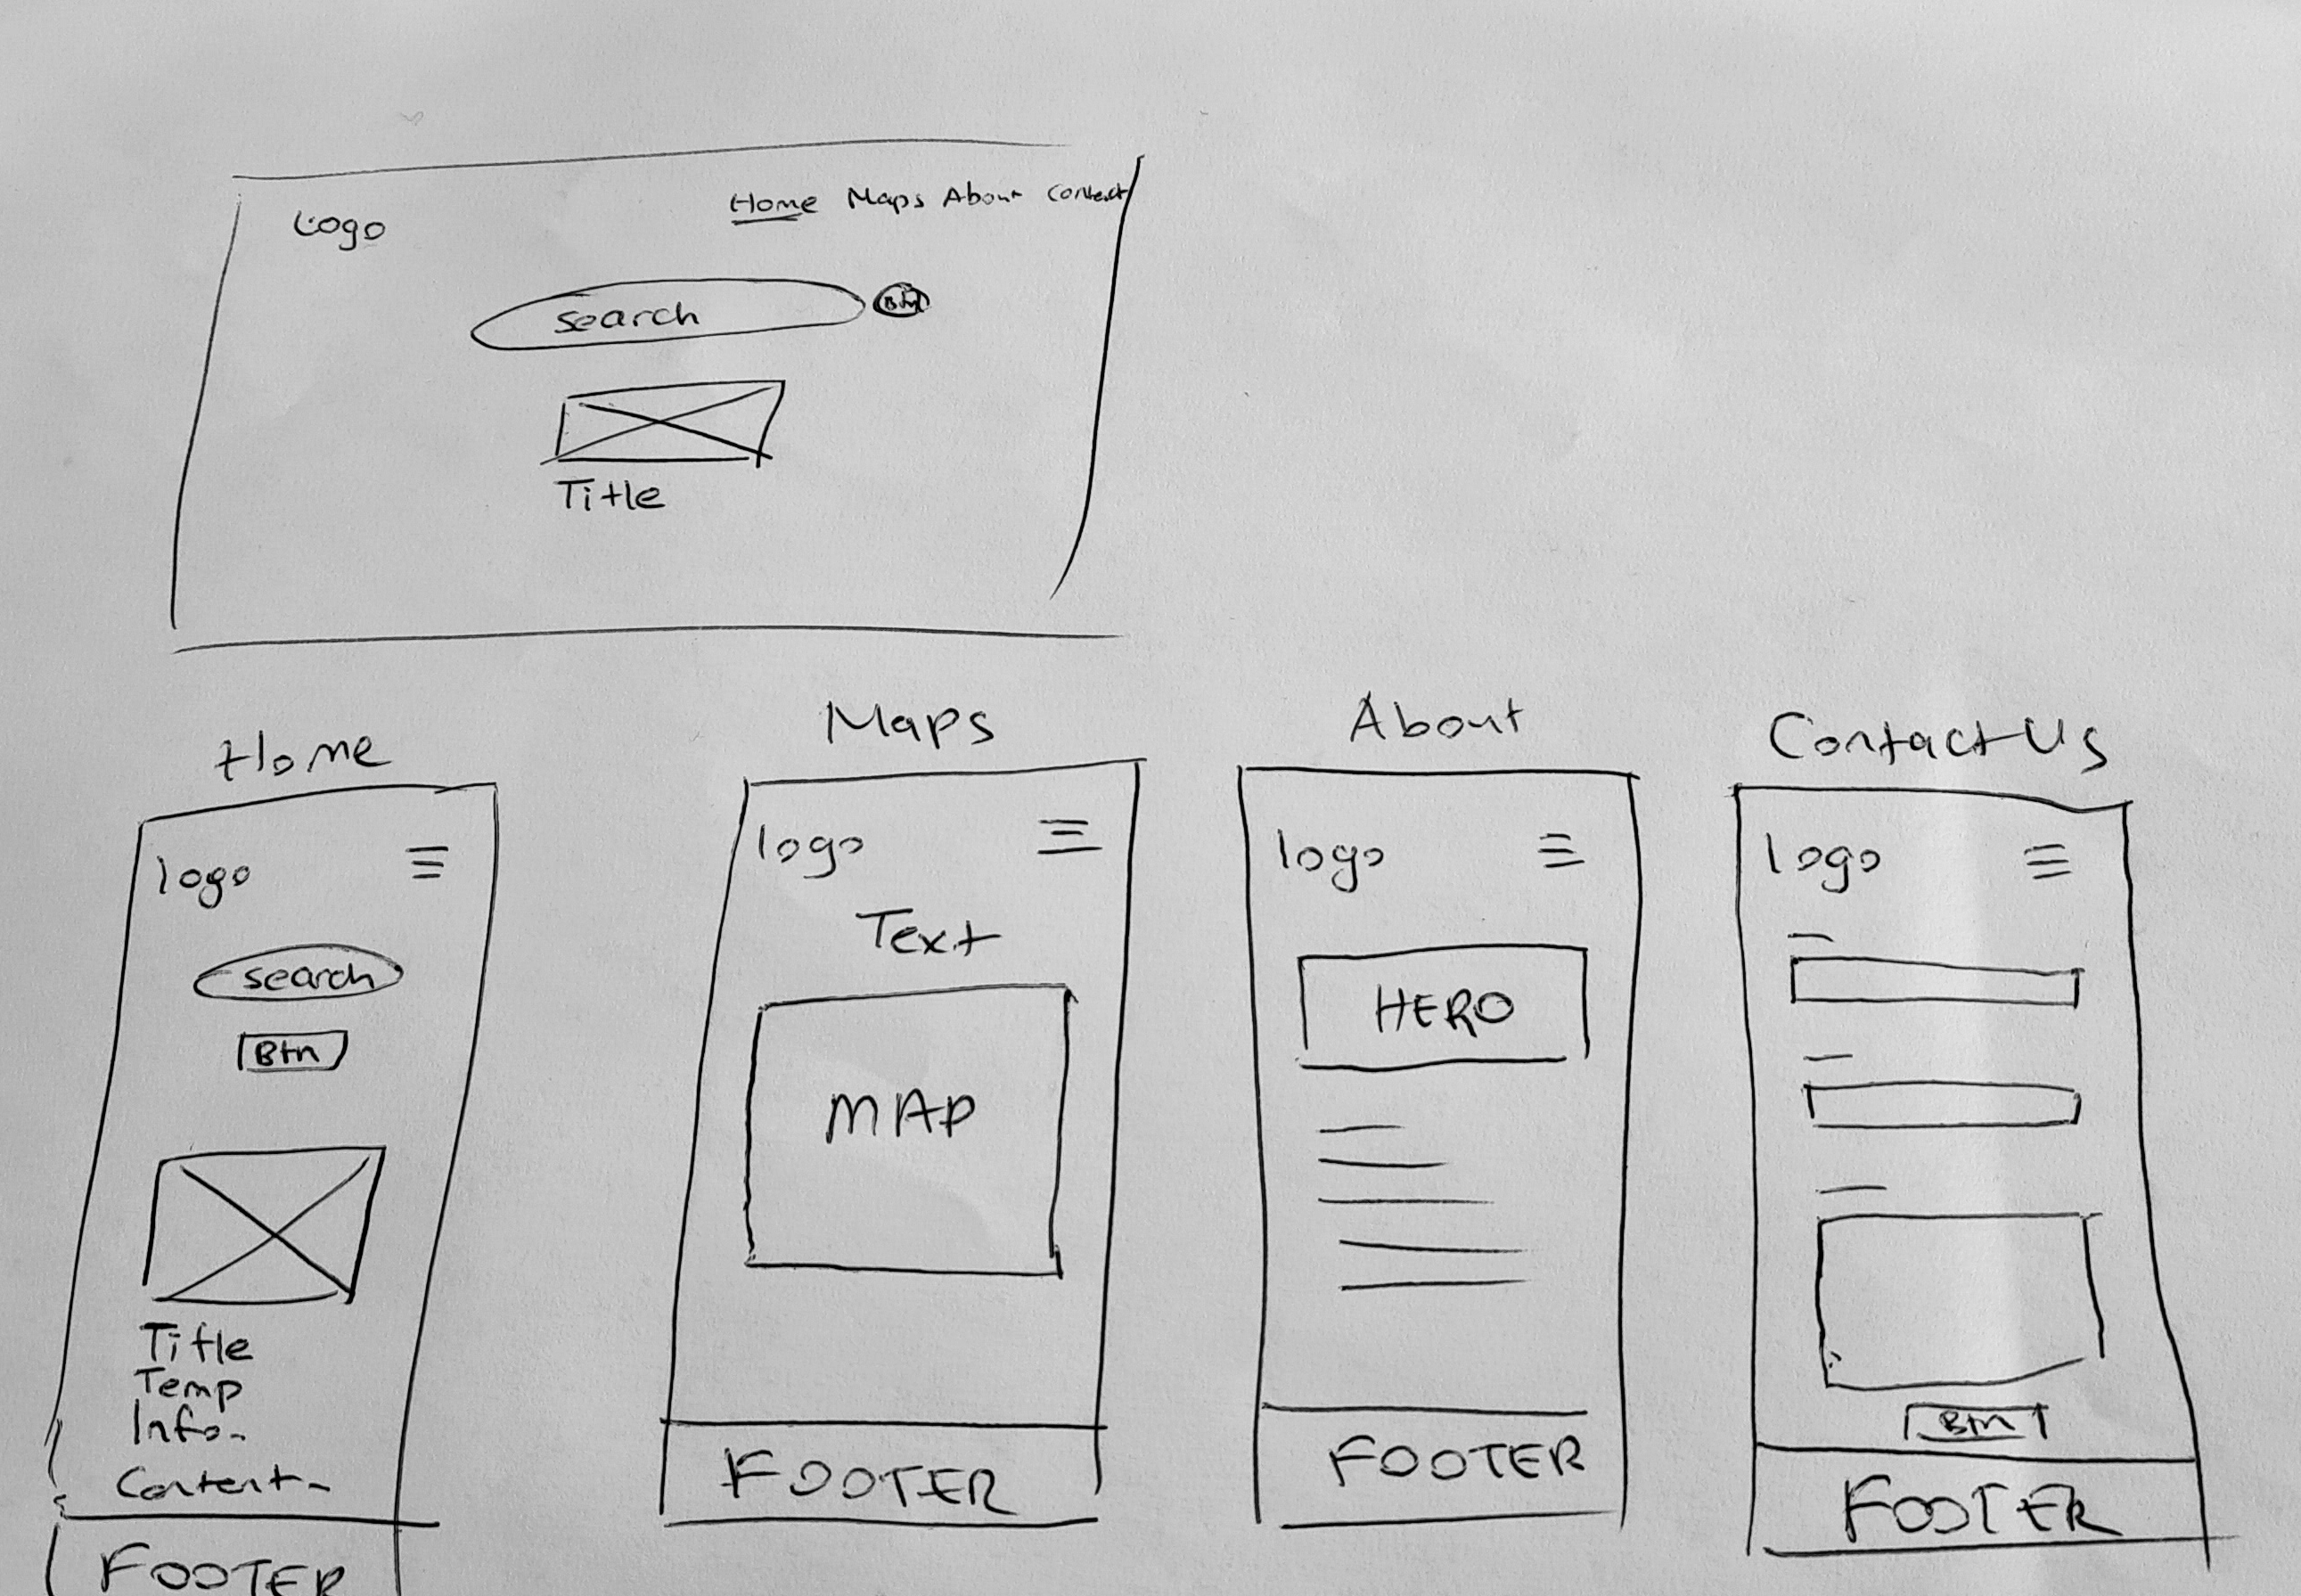 Logo
Home Maps About Contact
search
Btn
Title
Home
logo
search
Btn
Title
Temp
Info-
Content-
FOOTER
Maps
logo
Text
MAP
FOOTER
About
logo
HERO
FOOTER
Contact Us
logo
Btn
FOOTER